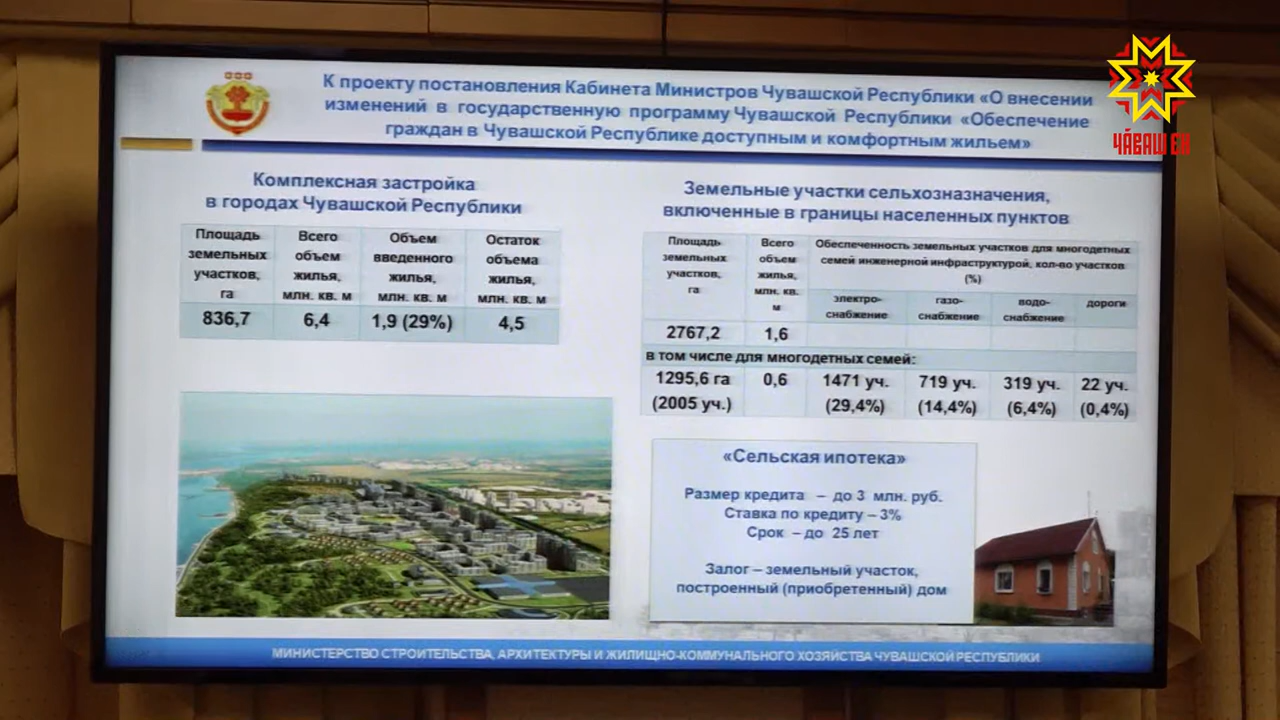 К проекту постановления Кабинета Министров Чувашской Республики «О внесении
изменений в государственную программу Чувашской Республики «Обеспечение
граждан в Чувашской Республике доступным и комфортным жильем»
ЧӐВАШ ЕН
Комплексная застройка
в городах Чувашской Республики
Площадь
земельных
участков,
га
Всего
объем
жилья,
млн. кв. м
Объем
введенного
жилья,
млн. кв. м
Остаток
объема
жилья,
млн. кв. м
836,7 6,4 1,9 (29%) 4,5
Земельные участки сельхозназначения,
включенные в границы населенных пунктов
Площадь
земельных
участков,
га
Всего
объем
жилья,
млн. кв.
м
Обеспеченность земельных участков для многодетных
семей инженерной инфраструктурой, кол-во участков
(%)
электро-
снабжение
газо-
снабжение
водо-
снабжение
дороги
2767,2 1,6
в том числе для многодетных семей:
1295,6 га 0,6 1471 уч. 719 уч. 319 уч. 22 уч.
(2005 уч.) (29,4%) (14,4%) (6,4%) (0,4%)
«Сельская ипотека»
Размер кредита – до 3 млн. руб.
Ставка по кредиту – 3%
Срок – до 25 лет
Залог – земельный участок,
построенный (приобретенный) дом
МИНИСТЕРСТВО СТРОИТЕЛЬСТВА, АРХИТЕКТУРЫ И ЖИЛИЩНО-КОММУНАЛЬНОГО ХОЗЯЙСТВА ЧУВАШСКОЙ РЕСПУБЛИКИ